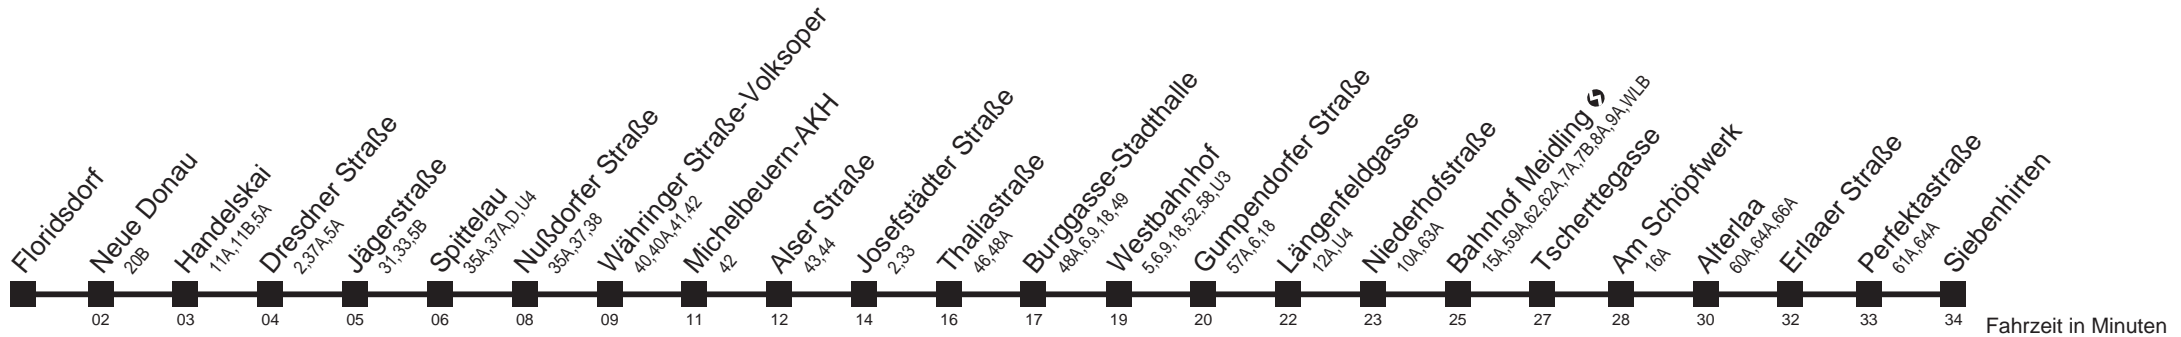 Floridsdorf
Neue Donau
20B
Handelskai
11A,11B,5A
Dresdner Straße
2,37A,5A
Jägerstraße
31,33,5B
Spittelau
35A,37A,D,U4
Nußdorfer Straße
35A,37,38
Währinger Straße-Volksoper
40,40A,41,42
Michelbeuern-AKH
42
Alser Straße
43,44
Josefstädter Straße
2,33
Thaliastraße
46,48A
Burggasse-Stadthalle
48A,6,9,18,49
Westbahnhof
5,6,9,18,52,58,U3
Gumpendorfer Straße
57A,6,18
Längenfeldgasse
12A,U4
Niederhofstraße
10A,63A
Bahnhof Meidling
15A,59A,62,62A,7A,7B,8A,9A,WLB
Tscherttegasse
Am Schöpfwerk
16A
Alterlaa
60A,64A,66A
Erlaaer Straße
Perfektastraße
61A,64A
Siebenhirten
02 03 04 05 06 08 09 11 12 14 16 17 19 20 22 23 25 27 28 30 32 33 34 Fahrzeit in Minuten